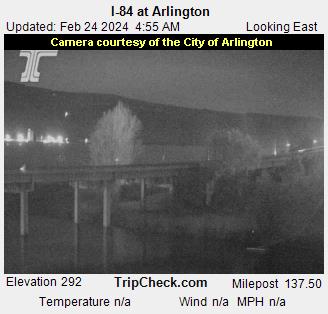 I-84 at Arlington
Updated: Feb 24 2024 4:55 AM Looking East
Camera courtesy of the City of Arlington
Elevation 292 TripCheck.com Milepost 137.50
Temperature n/a Wind n/a MPH n/a